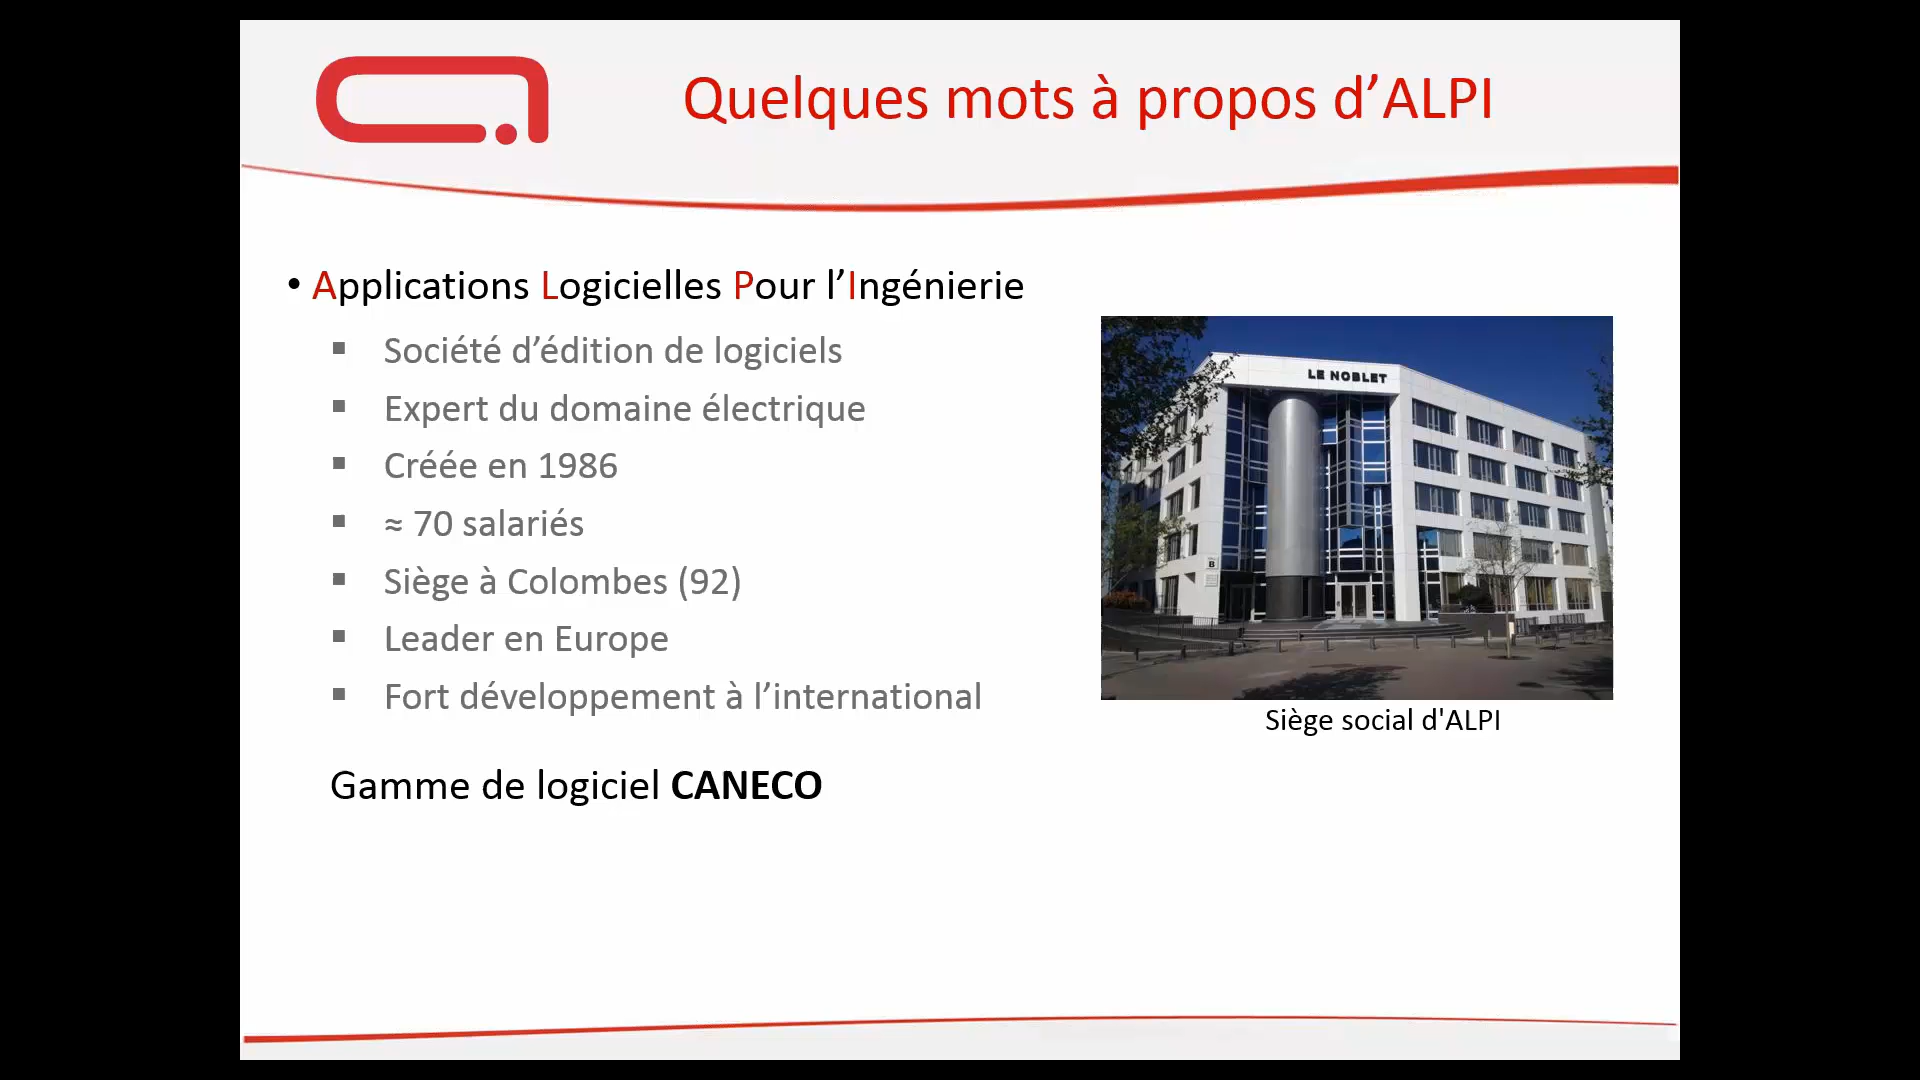 Quelques mots à propos d’ALPI
• Applications Logicielles Pour l’Ingénierie
▪ Société d’édition de logiciels
▪ Expert du domaine électrique
▪ Créée en 1986
▪ ≈ 70 salariés
▪ Siège à Colombes (92)
▪ Leader en Europe
▪ Fort développement à l’international
LE NOBLET
B
Siège social d'ALPI
Gamme de logiciel CANECO